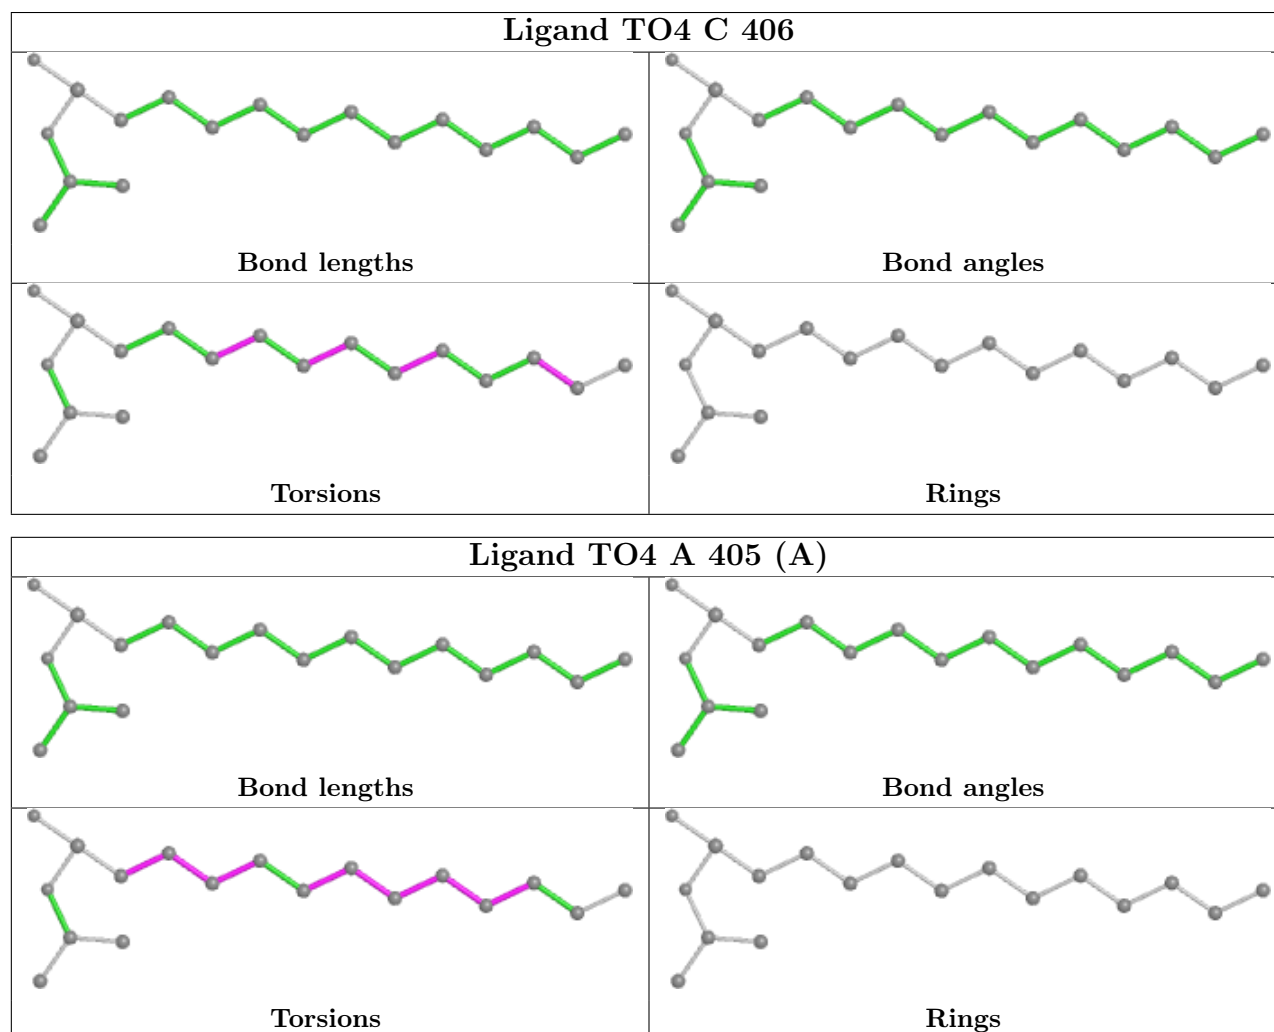 Ligand TO4 C 406
Bond lengths
Bond angles
Torsions
Rings
Ligand TO4 A 405 (A)
Bond lengths
Bond angles
Torsions
Rings